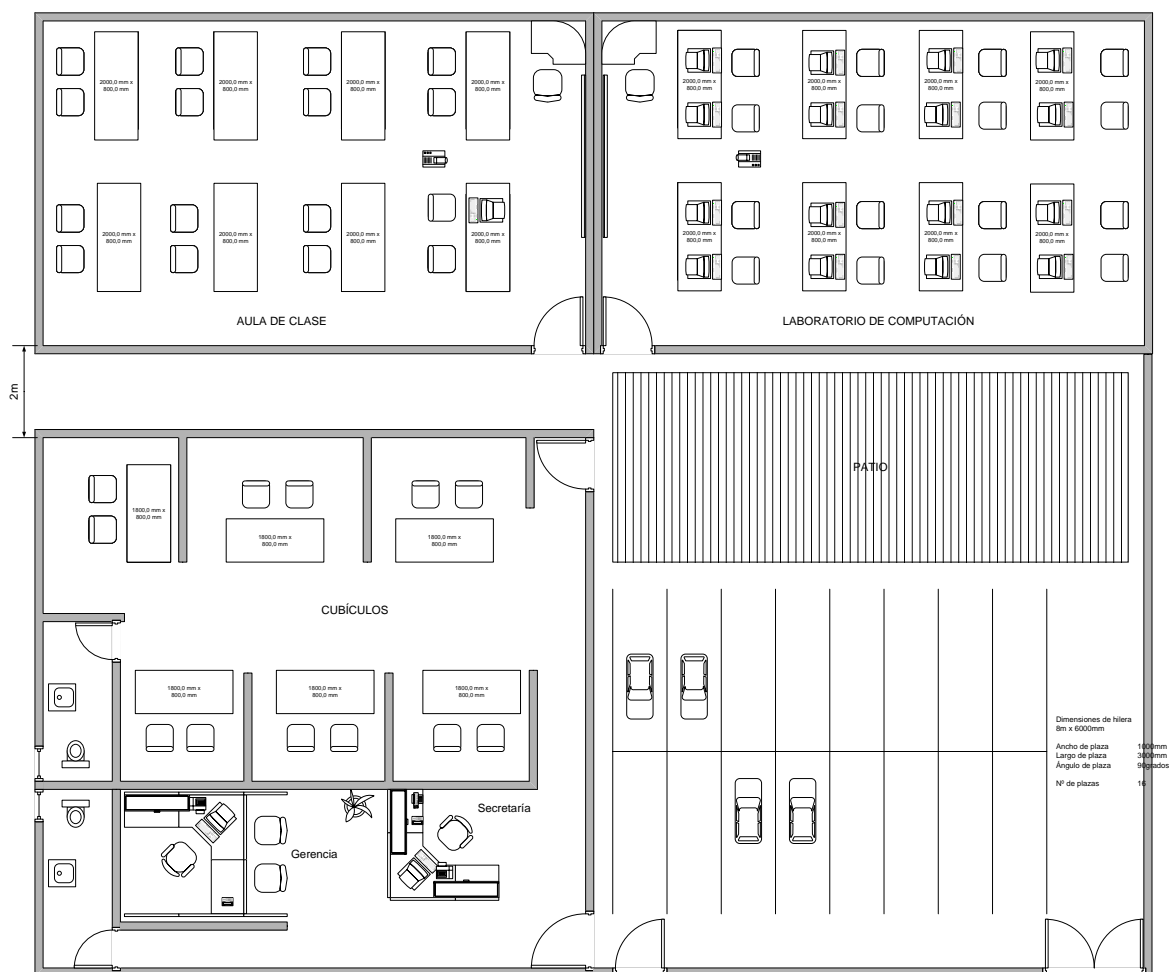 2000,0 mm x
800,0 mm
2000,0 mm x
800,0 mm
2000,0 mm x
800,0 mm
2000,0 mm x
800,0 mm
2000,0 mm x
800,0 mm
2000,0 mm x
800,0 mm
2000,0 mm x
800,0 mm
2000,0 mm x
800,0 mm
2000,0 mm x
800,0 mm
2000,0 mm x
800,0 mm
2000,0 mm x
800,0 mm
2000,0 mm x
800,0 mm
2000,0 mm x
800,0 mm
2000,0 mm x
800,0 mm
2000,0 mm x
800,0 mm
2000,0 mm x
800,0 mm
AULA DE CLASE
LABORATORIO DE COMPUTACIÓN
2m
PATIO
1800,0 mm x
800,0 mm
1800,0 mm x
800,0 mm
1800,0 mm x
800,0 mm
CUBÍCULOS
1800,0 mm x
800,0 mm
1800,0 mm x
800,0 mm
1800,0 mm x
800,0 mm
Dimensiones de hilera
8m x 6000mm
Ancho de plaza 1000mm
Largo de plaza 3000mm
Ángulo de plaza 90grados
Nº de plazas 16
Secretaría
Gerencia